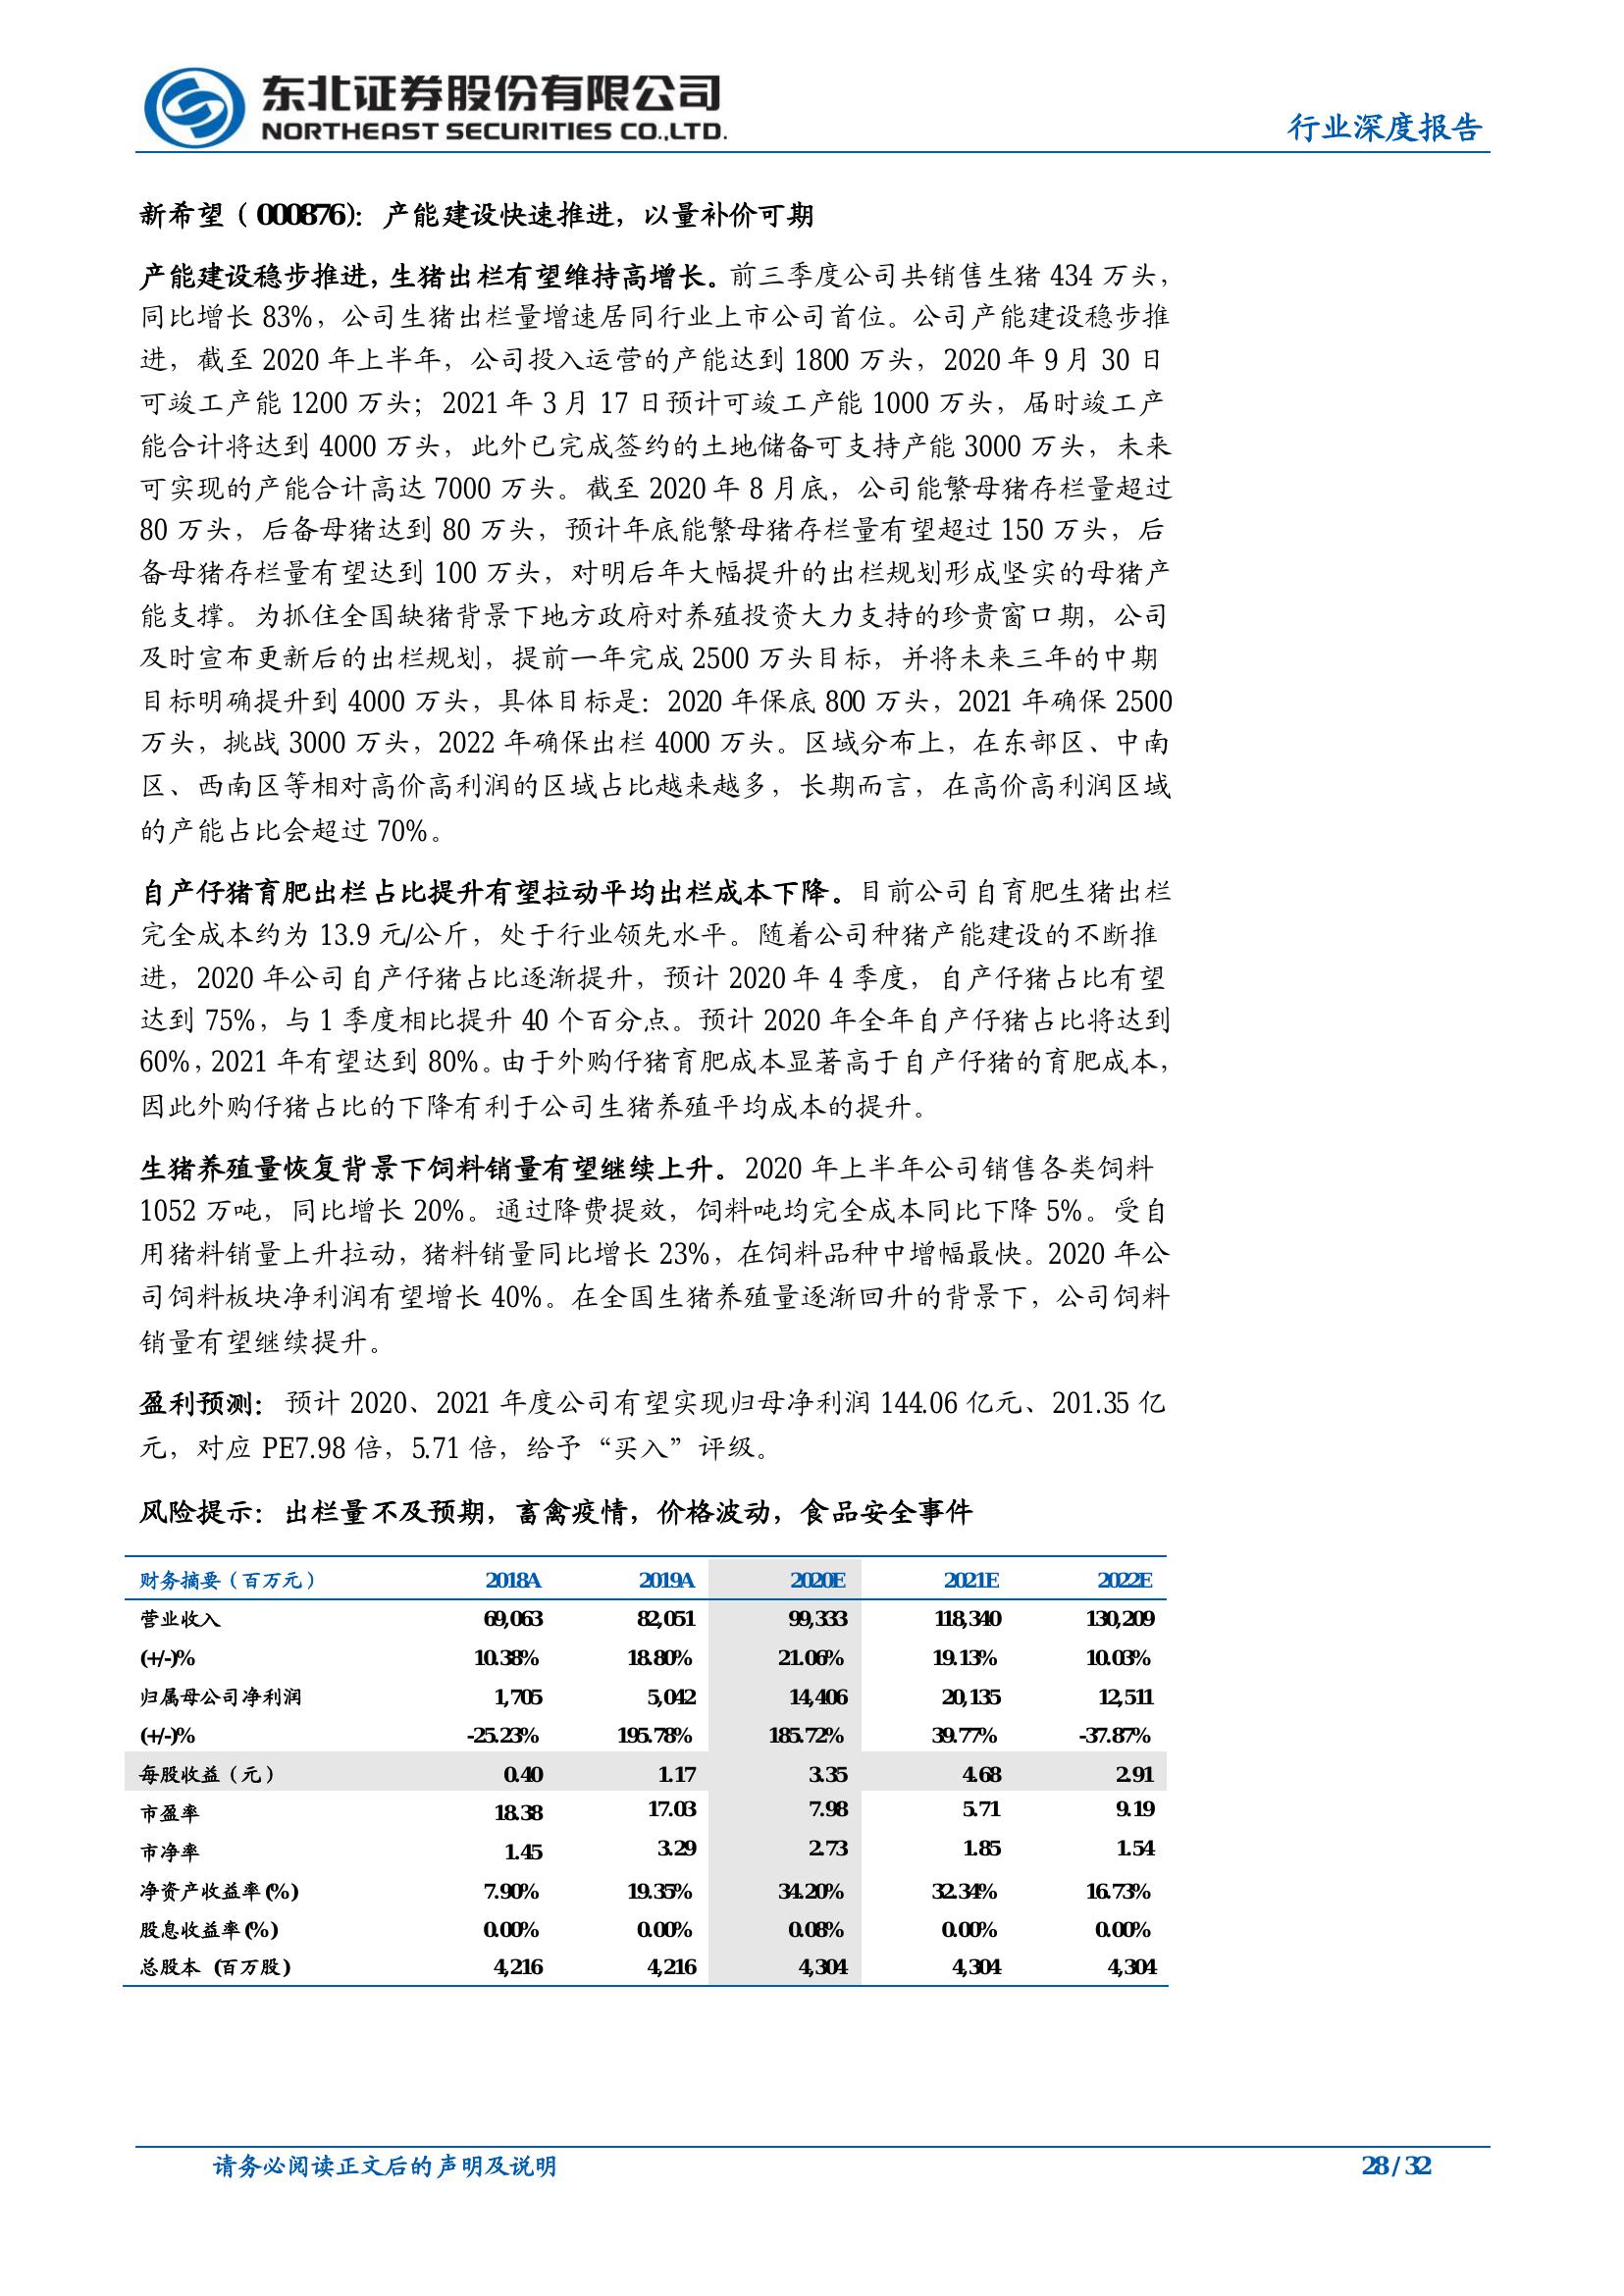 东北证券股份有限公司
NORTHEAST SECURITIES CO.,LTD.
行业深度报告
新希望（000876）：产能建设快速推进，以量补价可期
产能建设稳步推进，生猪出栏有望维持高增长。前三季度公司共销售生猪 434 万头，
同比增长 83%，公司生猪出栏量增速居同行业上市公司首位。公司产能建设稳步推
进，截至 2020 年上半年，公司投入运营的产能达到 1800 万头，2020 年 9 月 30 日
可竣工产能 1200 万头；2021 年 3 月 17 日预计可竣工产能 1000 万头，届时竣工产
能合计将达到 4000 万头，此外已完成签约的土地储备可支持产能 3000 万头，未来
可实现的产能合计高达 7000 万头。截至 2020 年 8 月底，公司能繁母猪存栏量超过
80 万头，后备母猪达到 80 万头，预计年底能繁母猪存栏量有望超过 150 万头，后
备母猪存栏量有望达到 100 万头，对明后年大幅提升的出栏规划形成坚实的母猪产
能支撑。为抓住全国缺猪背景下地方政府对养殖投资大力支持的珍贵窗口期，公司
及时宣布更新后的出栏规划，提前一年完成 2500 万头目标，并将未来三年的中期
目标明确提升到 4000 万头，具体目标是：2020 年保底 800 万头，2021 年确保 2500
万头，挑战 3000 万头，2022 年确保出栏 4000 万头。区域分布上，在东部区、中南
区、西南区等相对高价高利润的区域占比越来越多，长期而言，在高价高利润区域
的产能占比会超过 70%。
自产仔猪育肥出栏占比提升有望拉动平均出栏成本下降。目前公司自育肥生猪出栏
完全成本约为 13.9 元/公斤，处于行业领先水平。随着公司种猪产能建设的不断推
进，2020 年公司自产仔猪占比逐渐提升，预计 2020 年 4 季度，自产仔猪占比有望
达到 75%，与 1 季度相比提升 40 个百分点。预计 2020 年全年自产仔猪占比将达到
60%，2021 年有望达到 80%。由于外购仔猪育肥成本显著高于自产仔猪的育肥成本，
因此外购仔猪占比的下降有利于公司生猪养殖平均成本的提升。
生猪养殖量恢复背景下饲料销量有望继续上升。2020 年上半年公司销售各类饲料
1052 万吨，同比增长 20%。通过降费提效，饲料吨均完全成本同比下降 5%。受自
用猪料销量上升拉动，猪料销量同比增长 23%，在饲料品种中增幅最快。2020 年公
司饲料板块净利润有望增长 40%。在全国生猪养殖量逐渐回升的背景下，公司饲料
销量有望继续提升。
盈利预测：预计 2020、2021 年度公司有望实现归母净利润 144.06 亿元、201.35 亿
元，对应 PE7.98 倍，5.71 倍，给予“买入”评级。
风险提示：出栏量不及预期，畜禽疫情，价格波动，食品安全事件
财务摘要（百万元） 2018A 2019A 2020E 2021E 2022E
营业收入 69,063 82,051 99,333 118,340 130,209
(+/-)% 10.38% 18.80% 21.06% 19.13% 10.03%
归属母公司净利润 1,705 5,042 14,406 20,135 12,511
(+/-)% -25.23% 195.78% 185.72% 39.77% -37.87%
每股收益（元） 0.40 1.17 3.35 4.68 2.91
市盈率 18.38 17.03 7.98 5.71 9.19
市净率 1.45 3.29 2.73 1.85 1.54
净资产收益率(%) 7.90% 19.35% 34.20% 32.34% 16.73%
股息收益率(%) 0.00% 0.00% 0.08% 0.00% 0.00%
总股本 (百万股) 4,216 4,216 4,304 4,304 4,304
请务必阅读正文后的声明及说明
28 / 32